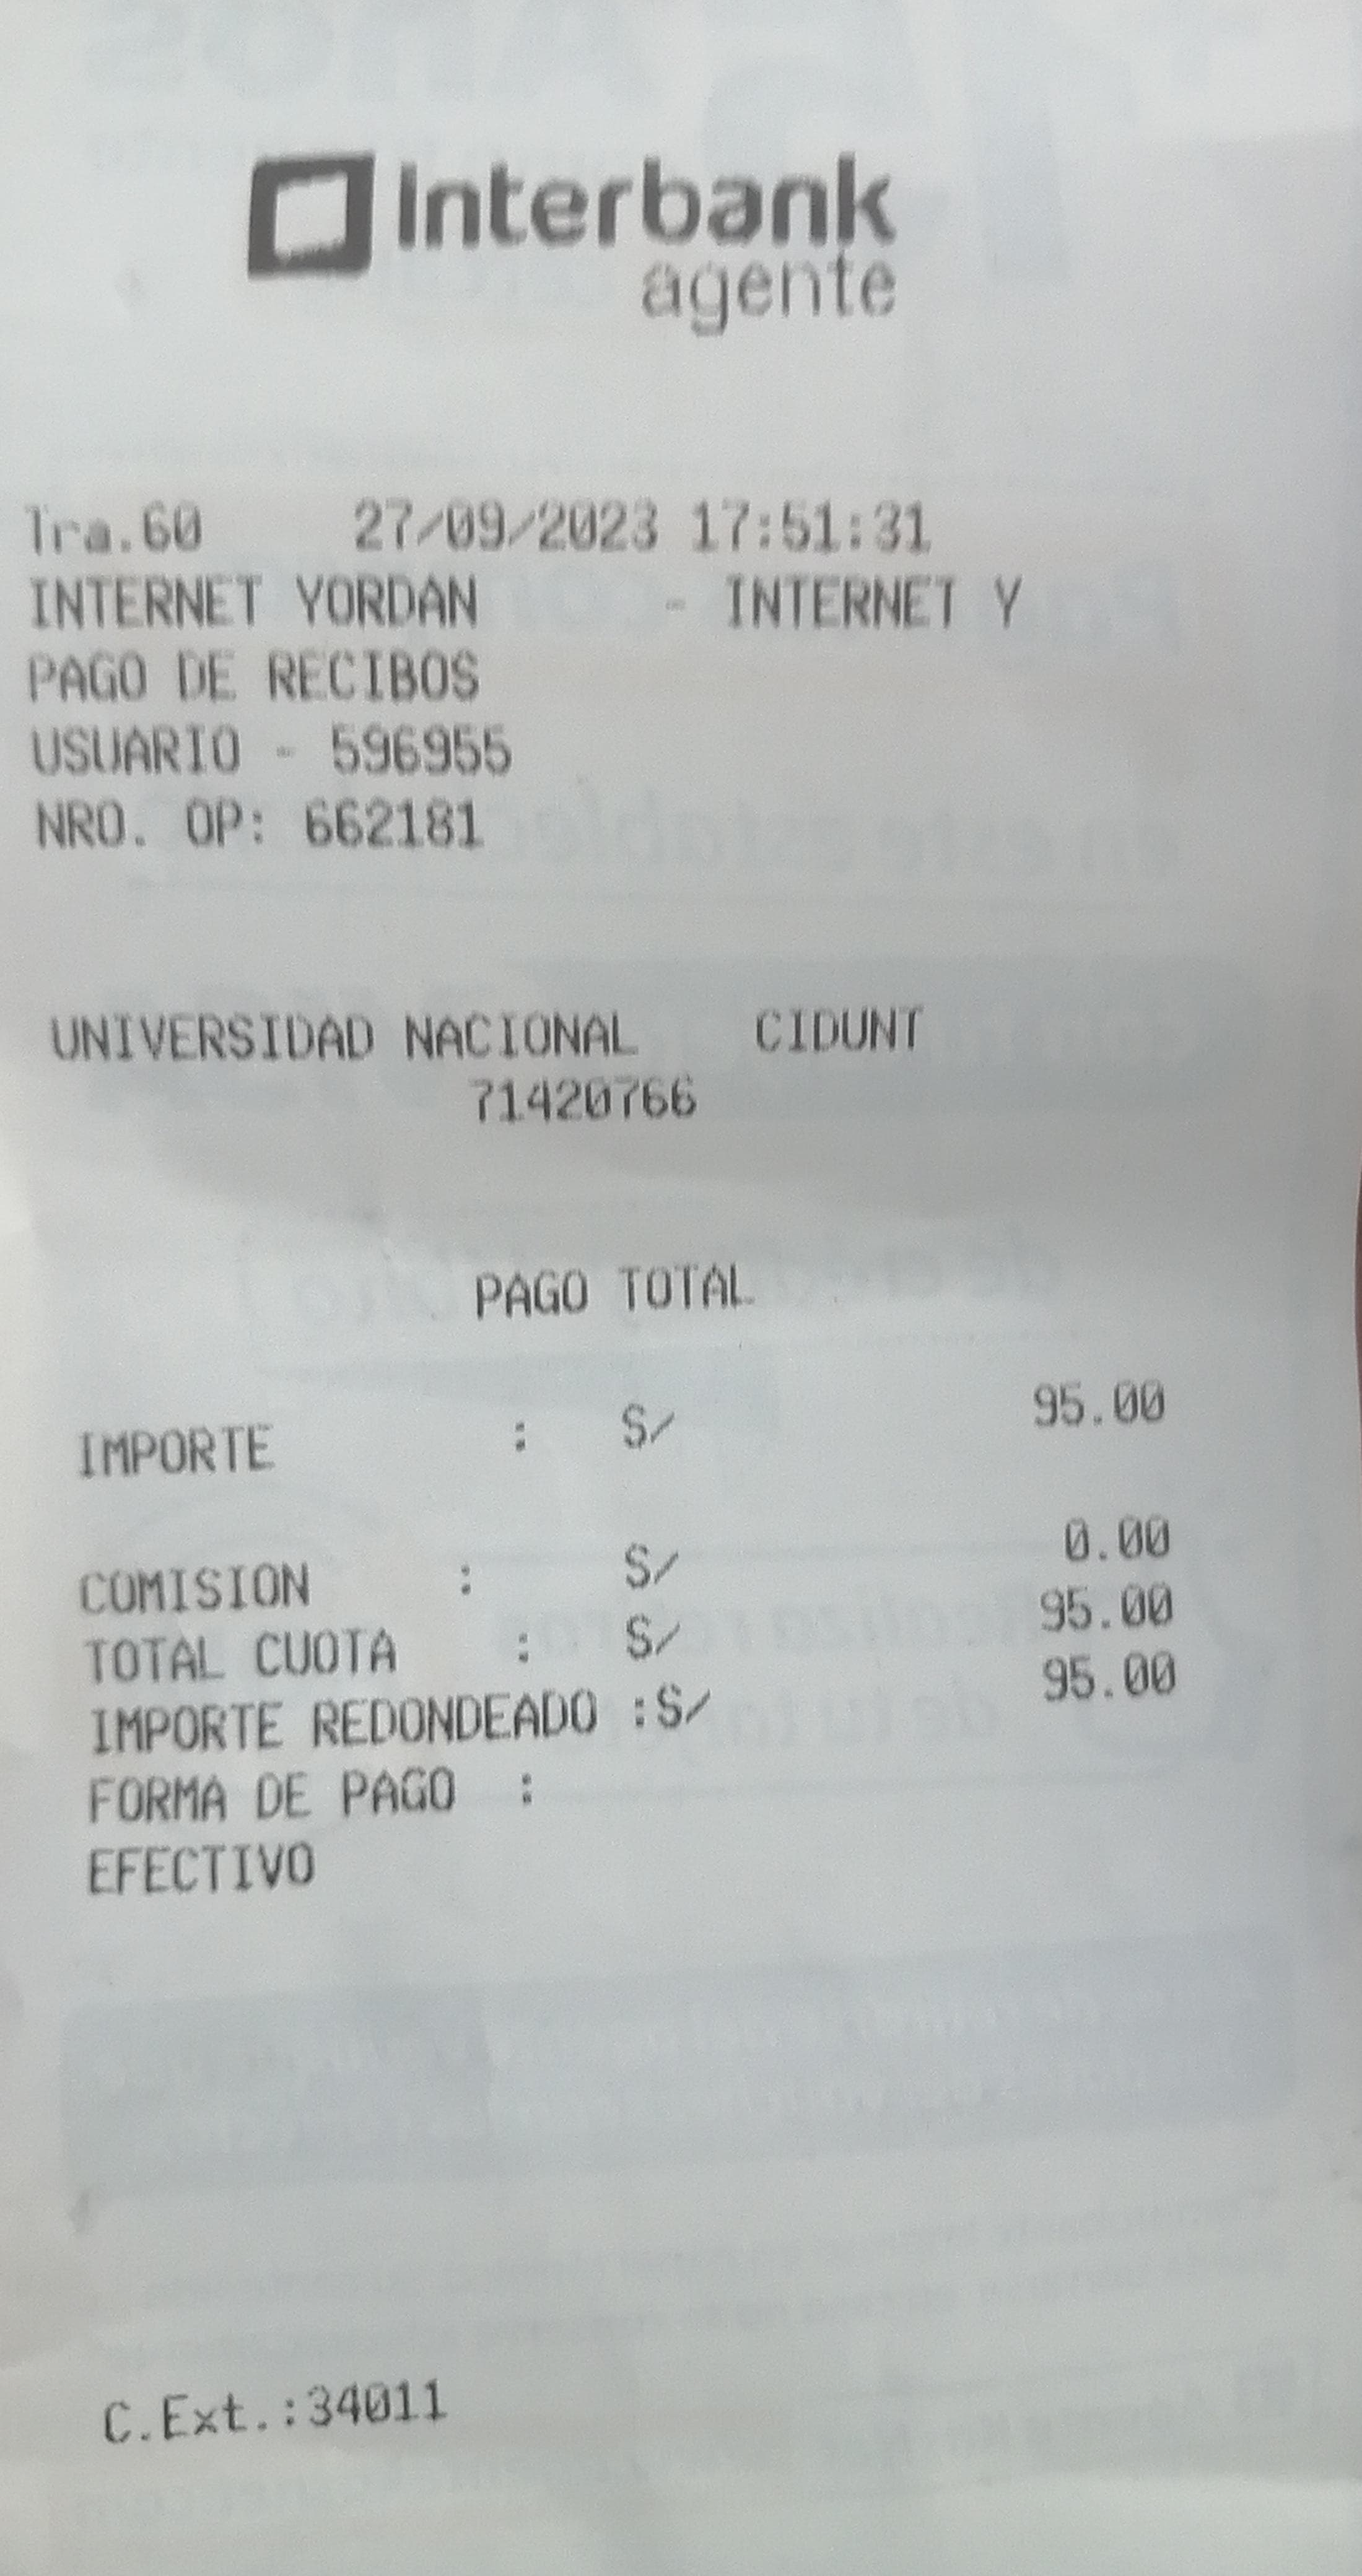 Interbank
agente
Tra.60 27/09/2023 17:51:31
INTERNET YORDAN - INTERNET Y
PAGO DE RECIBOS
USUARIO - 596955
NRO. OP: 662181
UNIVERSIDAD NACIONAL CIDUNT
71420766
PAGO TOTAL
IMPORTE : S/ 95.00
COMISION : S/ 0.00
TOTAL CUOTA : S/ 95.00
IMPORTE REDONDEADO :S/ 95.00
FORMA DE PAGO :
EFECTIVO
C.Ext.:34011